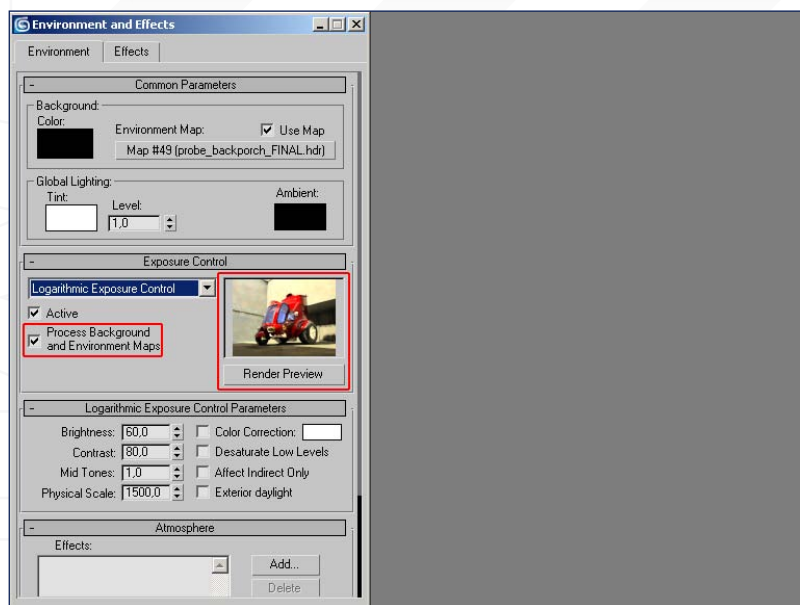 Environment and Effects
Environment Effects
- Common Parameters
Background:
Color:
Environment Map: Use Map
Map #49 (probe_backporch_FINAL.hdr)
Global Lighting:
Tint: Level: Ambient:
1,0
- Exposure Control
Logarithmic Exposure Control
Active
Process Background
and Environment Maps
Render Preview
- Logarithmic Exposure Control Parameters
Brightness: 60,0 Color Correction:
Contrast: 80,0 Desaturate Low Levels
Mid Tones: 1,0 Affect Indirect Only
Physical Scale: 1500,0 Exterior daylight
- Atmosphere
Effects:
Add...
Delete